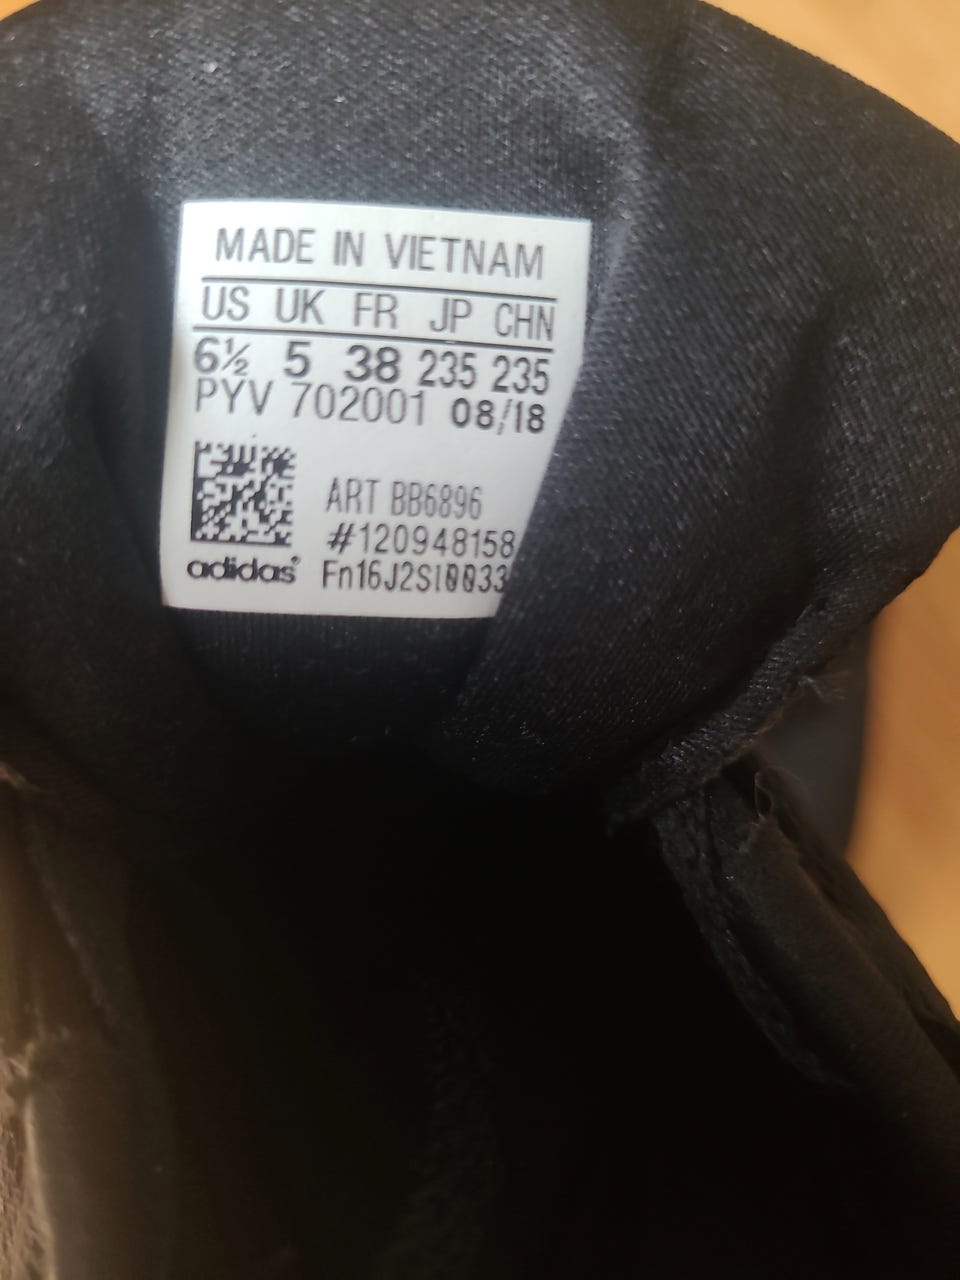 MADE IN VIETNAM
US UK FR JP CHN
6½ 5 38 235 235
PYV 702001 08/18
ART BB6896
#120948158
adidas Fn16J2Sl0033